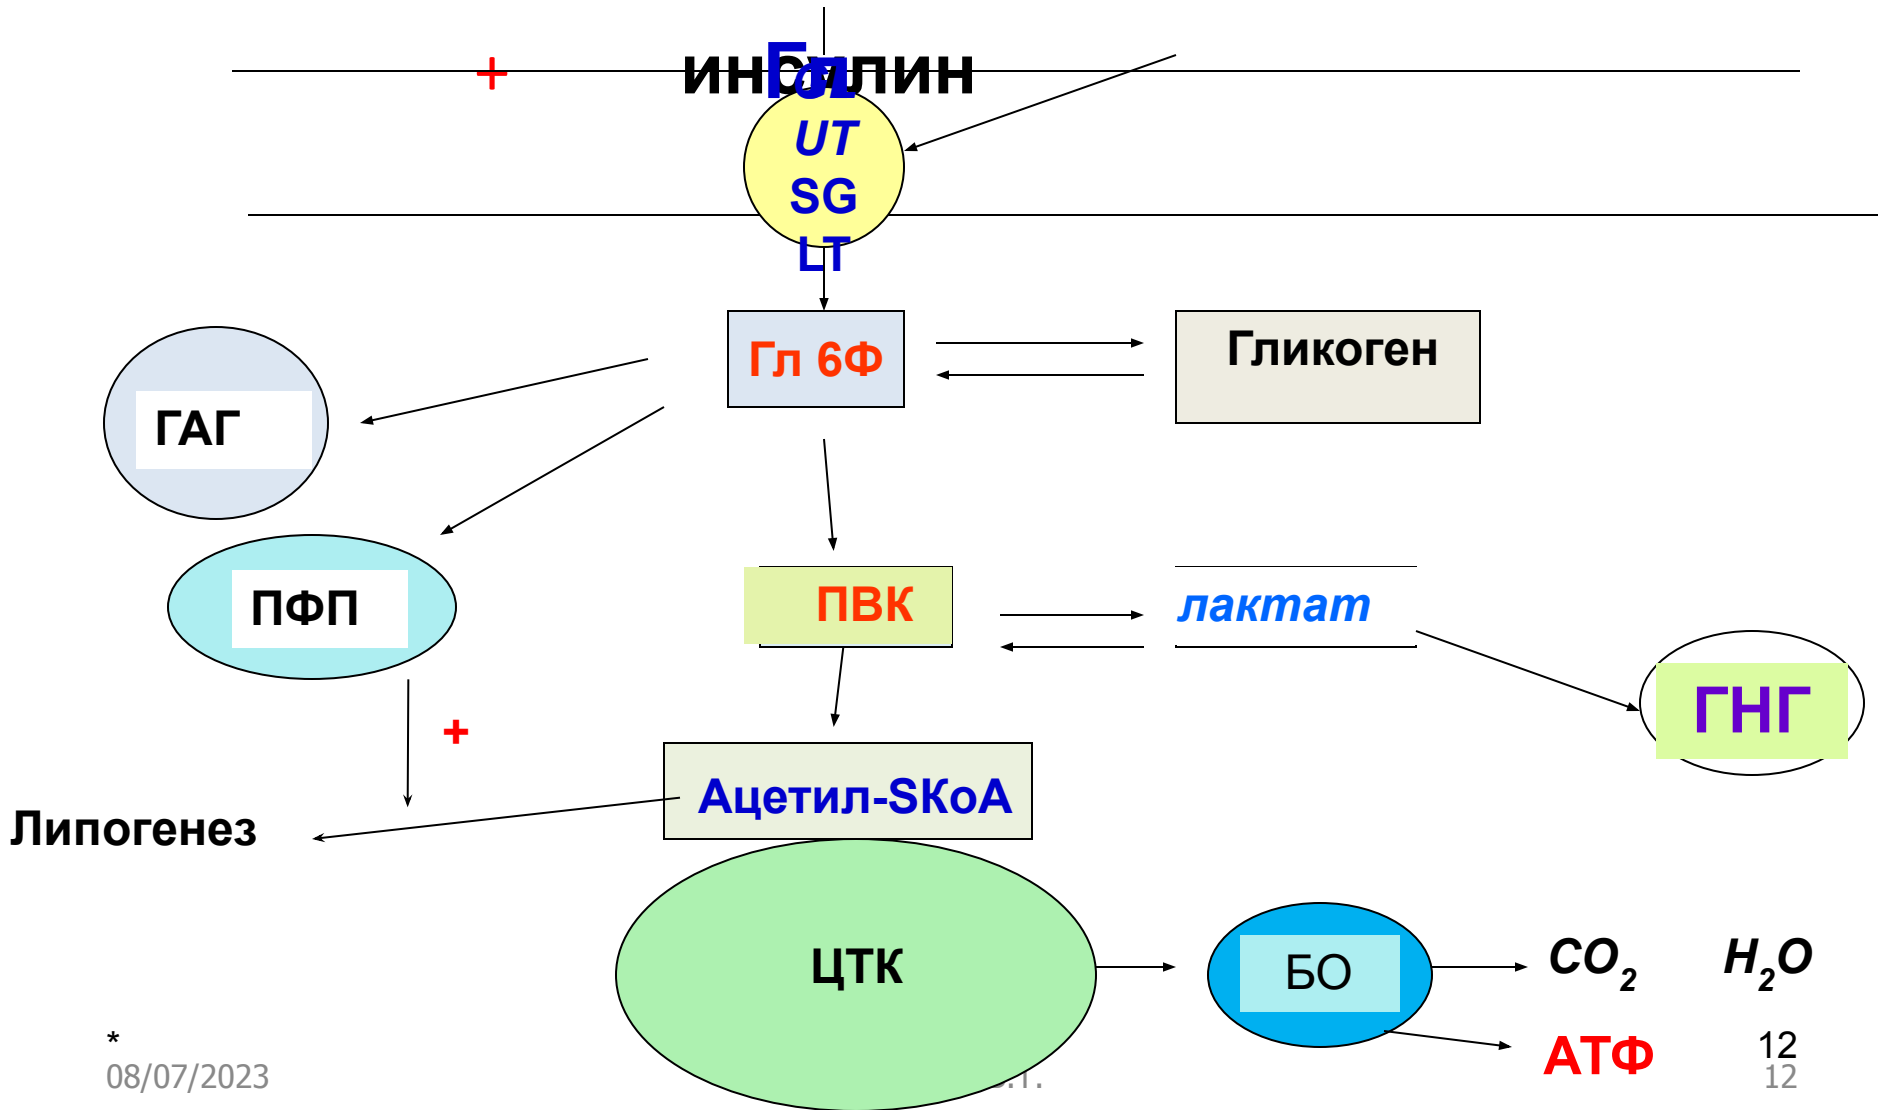 + инсулин
Гл
GL
UT
SG
LT
Гл 6Ф
Гликоген
ГАГ
ПФП
ПВК
лактат
ГНГ
+
Ацетил-SKoA
Липогенез
ЦТК
БО
CO2 H2O
АТФ
* 12
08/07/2023 12